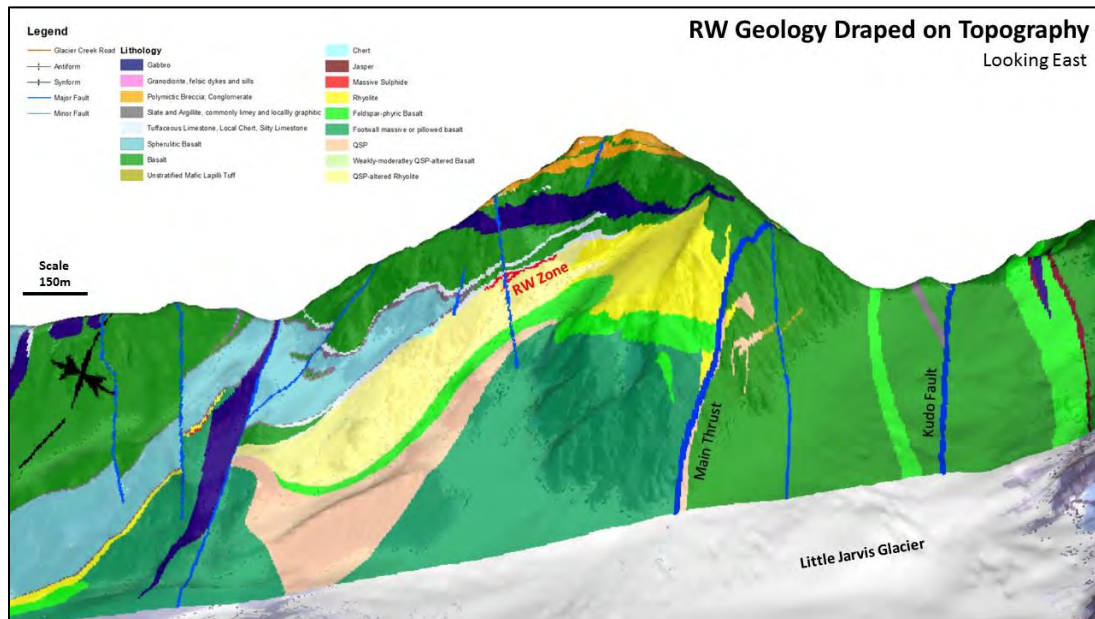 RW Geology Draped on Topography
Looking East
Legend
Glacier Creek Road
Antiform
Synform
Major Fault
Minor Fault
Lithology
Gabbro
Granodiorite, felsic dykes and sills
Polymictic Breccia; Conglomerate
Slate and Argillite, commonly limey and locallly graphitic
Tuffaceous Limestone, Local Chert, Silty Limestone
Spherulitic Basalt
Basalt
Unstratified Mafic Lapilli Tuff
Chert
Jasper
Massive Sulphide
Rhyolite
Feldspar-phyric Basalt
Footwall massive or pillowed basalt
QSP
Weakly-moderatley QSP-altered Basalt
QSP-altered Rhyolite
Scale
150m
RW Zone
Main Thrust
Kudo Fault
Little Jarvis Glacier